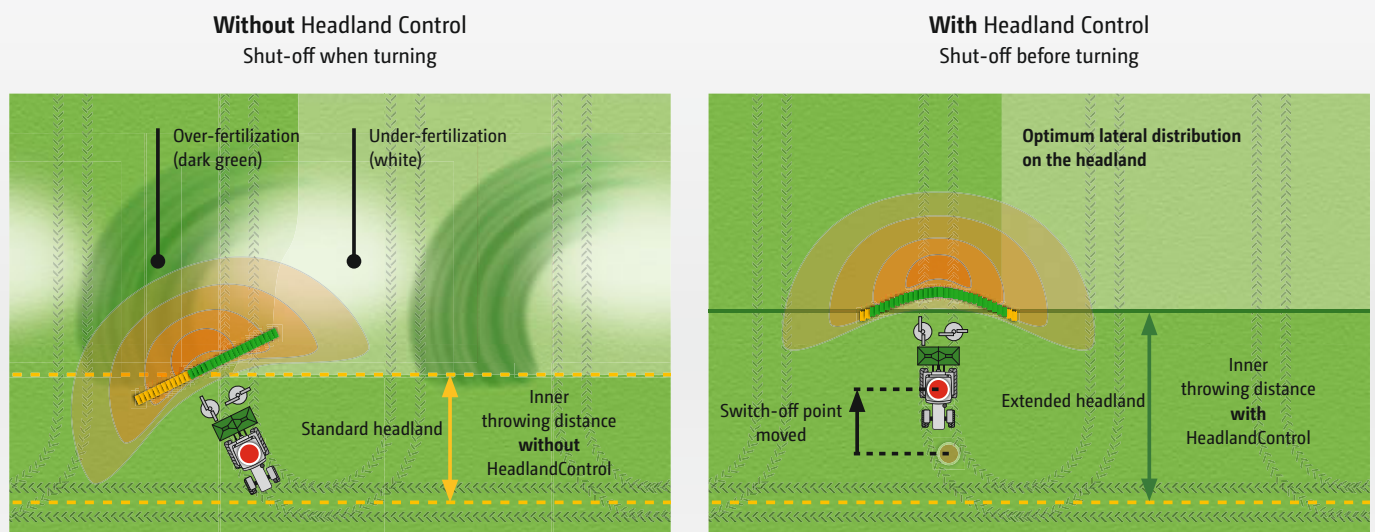 Without Headland Control
Shut-off when turning
Over-fertilization
(dark green)
Under-fertilization
(white)
Standard headland
Inner
throwing distance
without
HeadlandControl
With Headland Control
Shut-off before turning
Optimum lateral distribution
on the headland
Switch-off point
moved
Extended headland
Inner
throwing distance
with
HeadlandControl